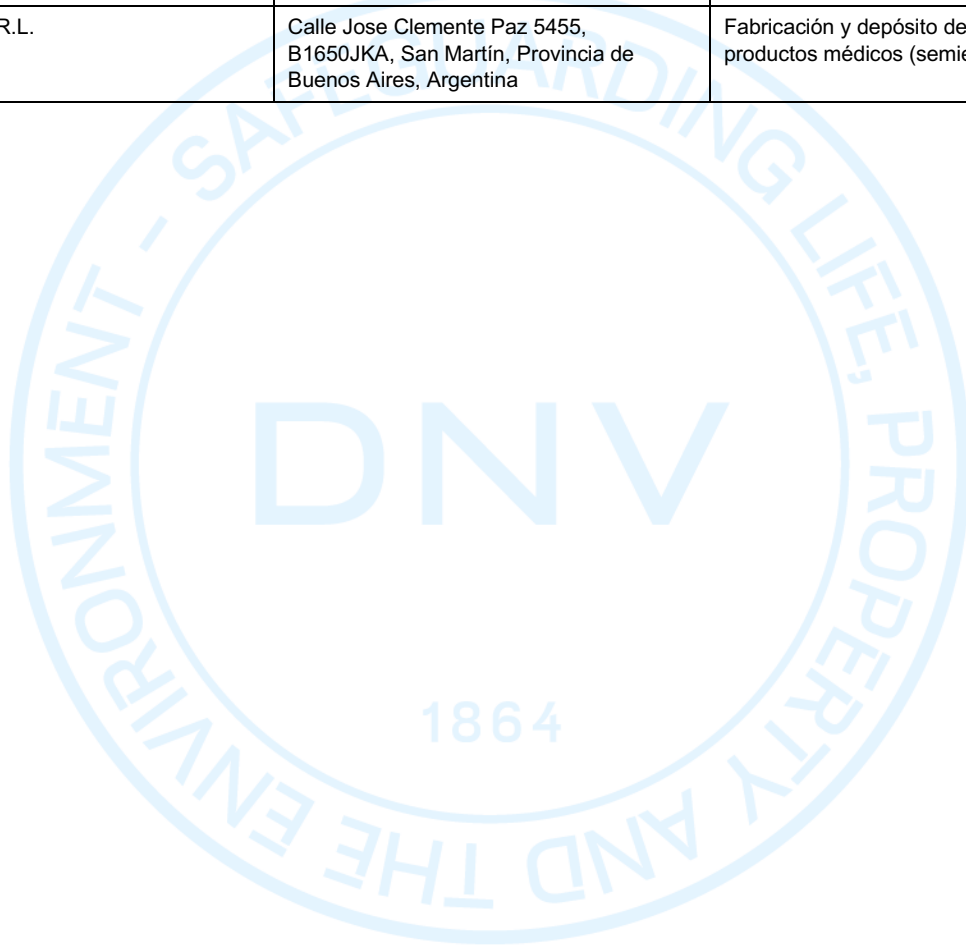 R.L.
Calle Jose Clemente Paz 5455,
B1650JKA, San Martín, Provincia de
Buenos Aires, Argentina
Fabricación y depósito de
productos médicos (semie
SAFEGUARDING LIFE, PROPERTY AND THE ENVIRONMENT -
DNV
1864